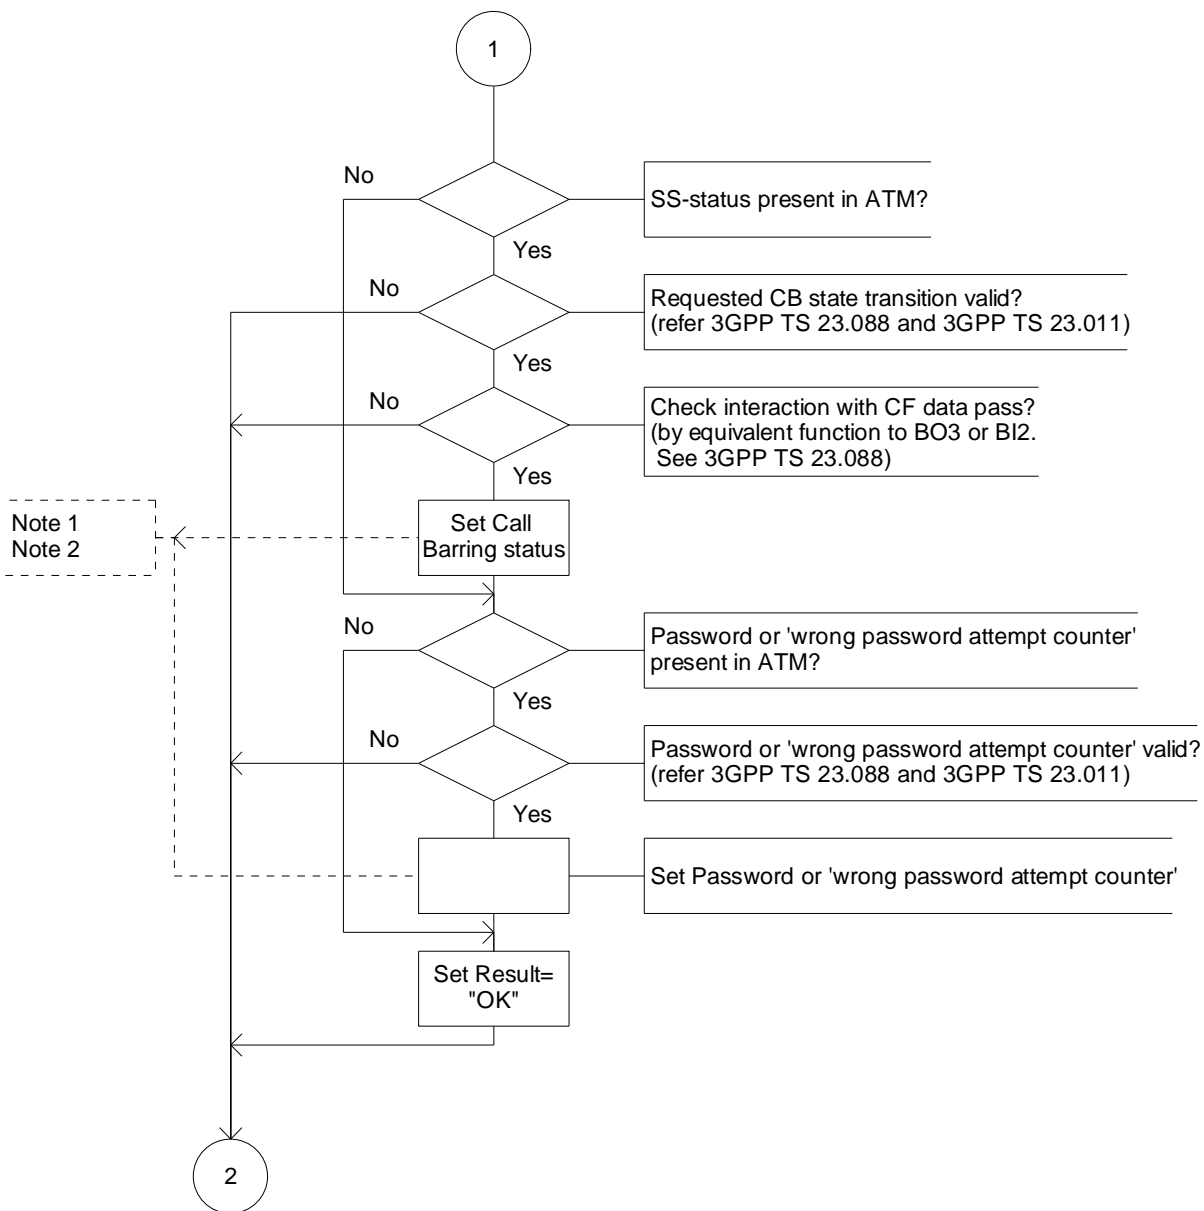 1
No
SS-status present in ATM?
Yes
No
Requested CB state transition valid?
(refer 3GPP TS 23.088 and 3GPP TS 23.011)
Yes
No
Check interaction with CF data pass?
(by equivalent function to BO3 or BI2.
See 3GPP TS 23.088)
Yes
Note 1
Note 2
Set Call
Barring status
No
Password or 'wrong password attempt counter'
present in ATM?
Yes
No
Password or 'wrong password attempt counter' valid?
(refer 3GPP TS 23.088 and 3GPP TS 23.011)
Yes
Set Password or 'wrong password attempt counter'
Set Result=
"OK"
2